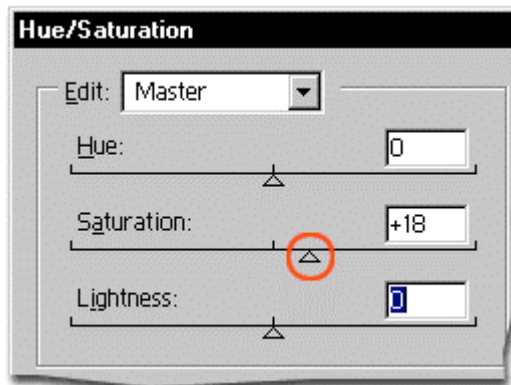 Hue/Saturation
Edit: Master
Hue: 0
Saturation: +18
Lightness: 0